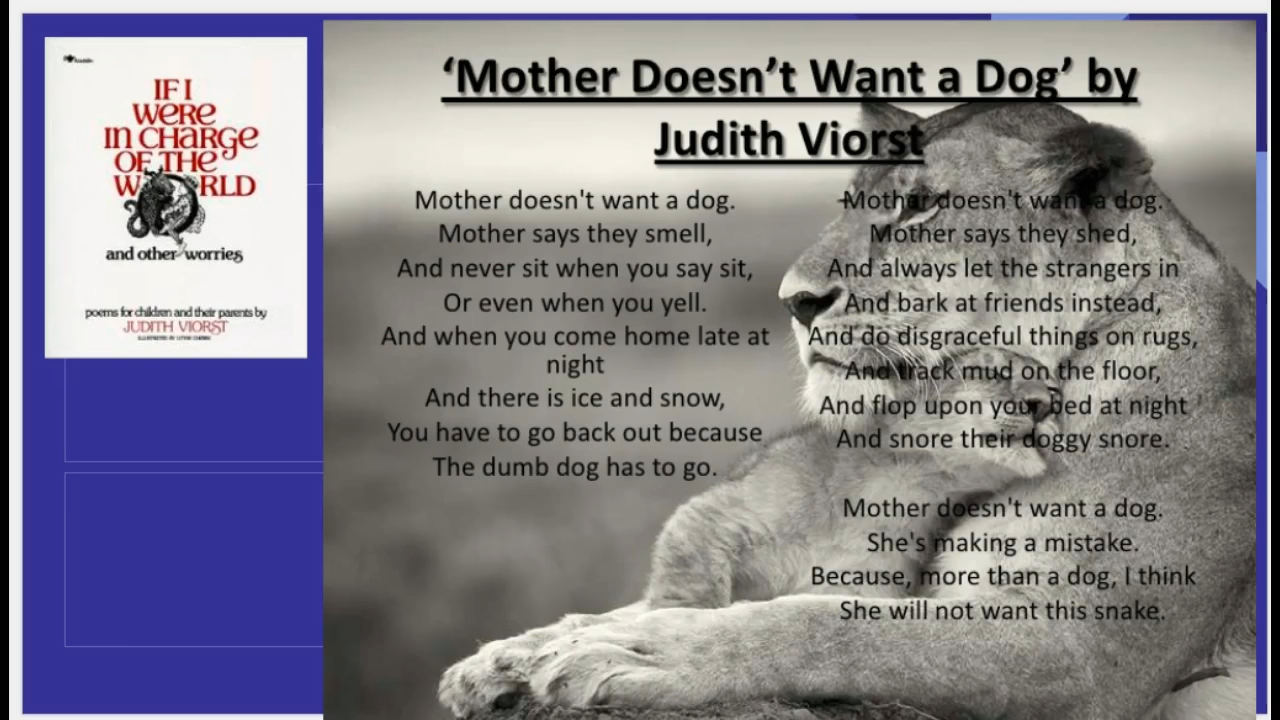 IF I
WERE
IN CHARGE
OF THE
WORLD
and other worries
poems for children and their parents by
JUDITH VIORST
‘Mother Doesn’t Want a Dog’ by
Judith Viorst
Mother doesn't want a dog.
Mother says they smell,
And never sit when you say sit,
Or even when you yell.
And when you come home late at
night
And there is ice and snow,
You have to go back out because
The dumb dog has to go.
Mother doesn't want a dog.
Mother says they shed,
And always let the strangers in
And bark at friends instead,
And do disgraceful things on rugs,
And track mud on the floor,
And flop upon your bed at night
And snore their doggy snore.
Mother doesn't want a dog.
She's making a mistake.
Because, more than a dog, I think
She will not want this snake.